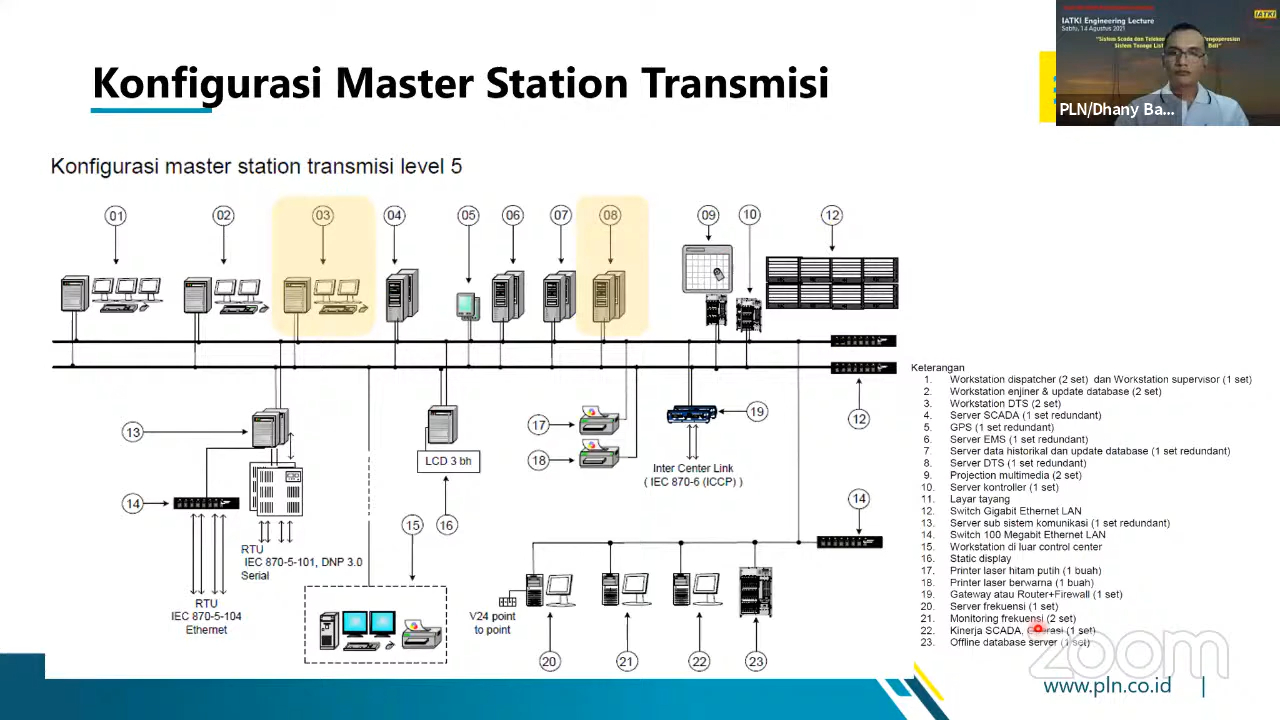 Konfigurasi Master Station Transmisi
IATKI Engineering Lecture
Sabtu, 14 Agustus 2021
IATKI
PLN/Dhany Ba...
Konfigurasi master station transmisi level 5
01
02
03
04
05
06
07
08
09
10
12
13
14
RTU
IEC 870-5-101, DNP 3.0
Serial
RTU
IEC 870-5-104
Ethernet
LCD 3 bh
15
16
17
18
19
Inter Center Link
( IEC 870-6 (ICCP) )
12
14
V24 point
to point
20
21
22
23
Keterangan
1. Workstation dispatcher (2 set) dan Workstation supervisor (1 set)
2. Workstation enjiner & update database (2 set)
3. Workstation DTS (2 set)
4. Server SCADA (1 set redundant)
5. GPS (1 set redundant)
6. Server EMS (1 set redundant)
7. Server data historikal dan update database (1 set redundant)
8. Server DTS (1 set redundant)
9. Projection multimedia (2 set)
10. Server kontroller (1 set)
11. Layar tayang
12. Switch Gigabit Ethernet LAN
13. Server sub sistem komunikasi (1 set redundant)
14. Switch 100 Megabit Ethernet LAN
15. Workstation di luar control center
16. Static display
17. Printer laser hitam putih (1 buah)
18. Printer laser berwarna (1 buah)
19. Gateway atau Router+Firewall (1 set)
20. Server frekuensi (1 set)
21. Monitoring frekuensi (2 set)
22. Kinerja SCADA, (1 set)
23. Offline database server (1 set)
zoom
www.pln.co.id